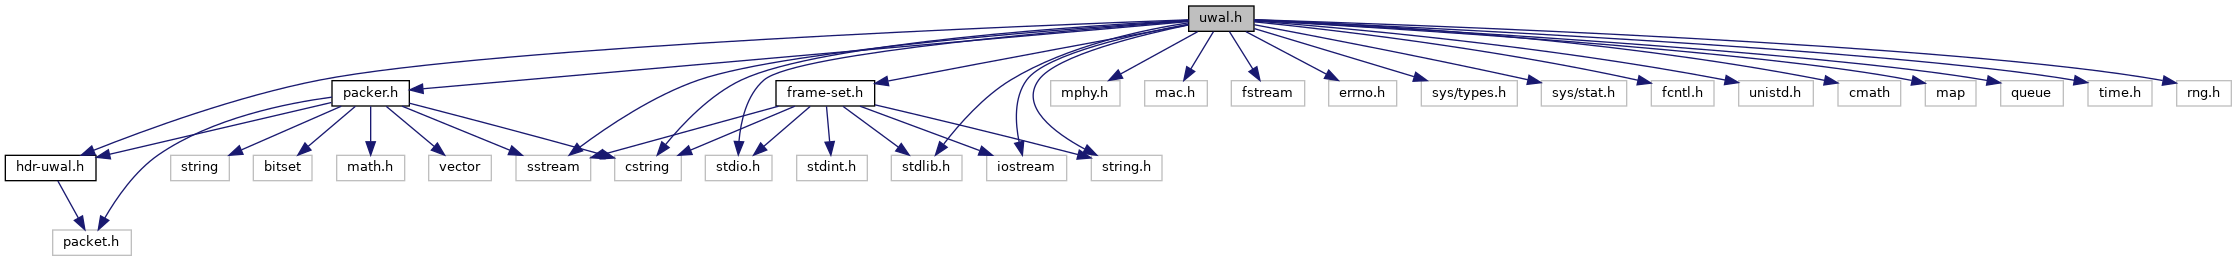 uwal.h
packer.h
frame-set.h
mphy.h
mac.h
fstream
errno.h
sys/types.h
sys/stat.h
fcntl.h
unistd.h
cmath
map
queue
time.h
rng.h
hdr-uwal.h
string
bitset
math.h
vector
sstream
cstring
stdio.h
stdint.h
stdlib.h
iostream
string.h
packet.h